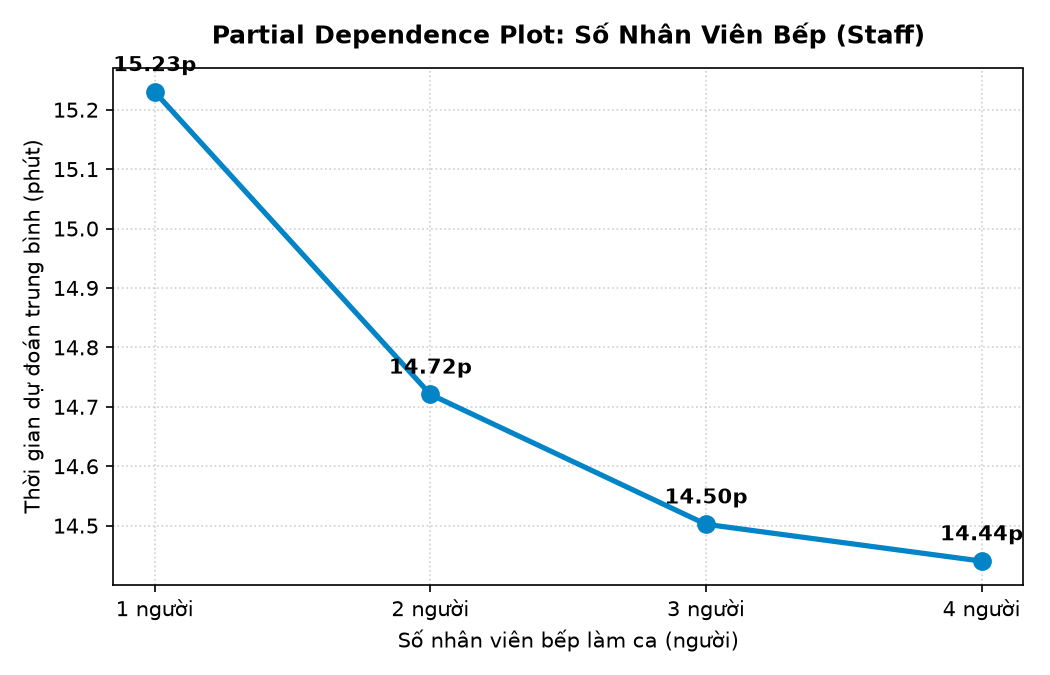 Partial Dependence Plot: Số Nhân Viên Bếp (Staff)
15.23p
14.72p
14.50p
14.44p
15.2
15.1
15.0
14.9
14.8
14.7
14.6
14.5
Thời gian dự đoán trung bình (phút)
1 người
2 người
3 người
4 người
Số nhân viên bếp làm ca (người)